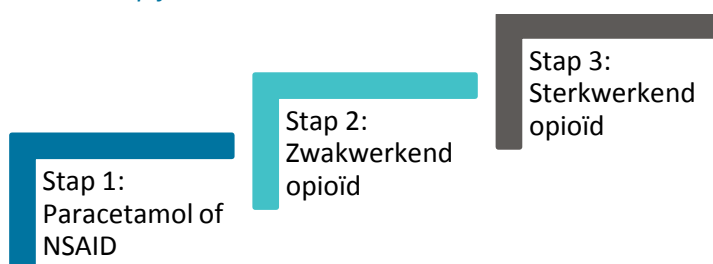 Stap 1:
Paracetamol of
NSAID
Stap 2:
Zwakwerkend
opioïd
Stap 3:
Sterkwerkend
opioïd